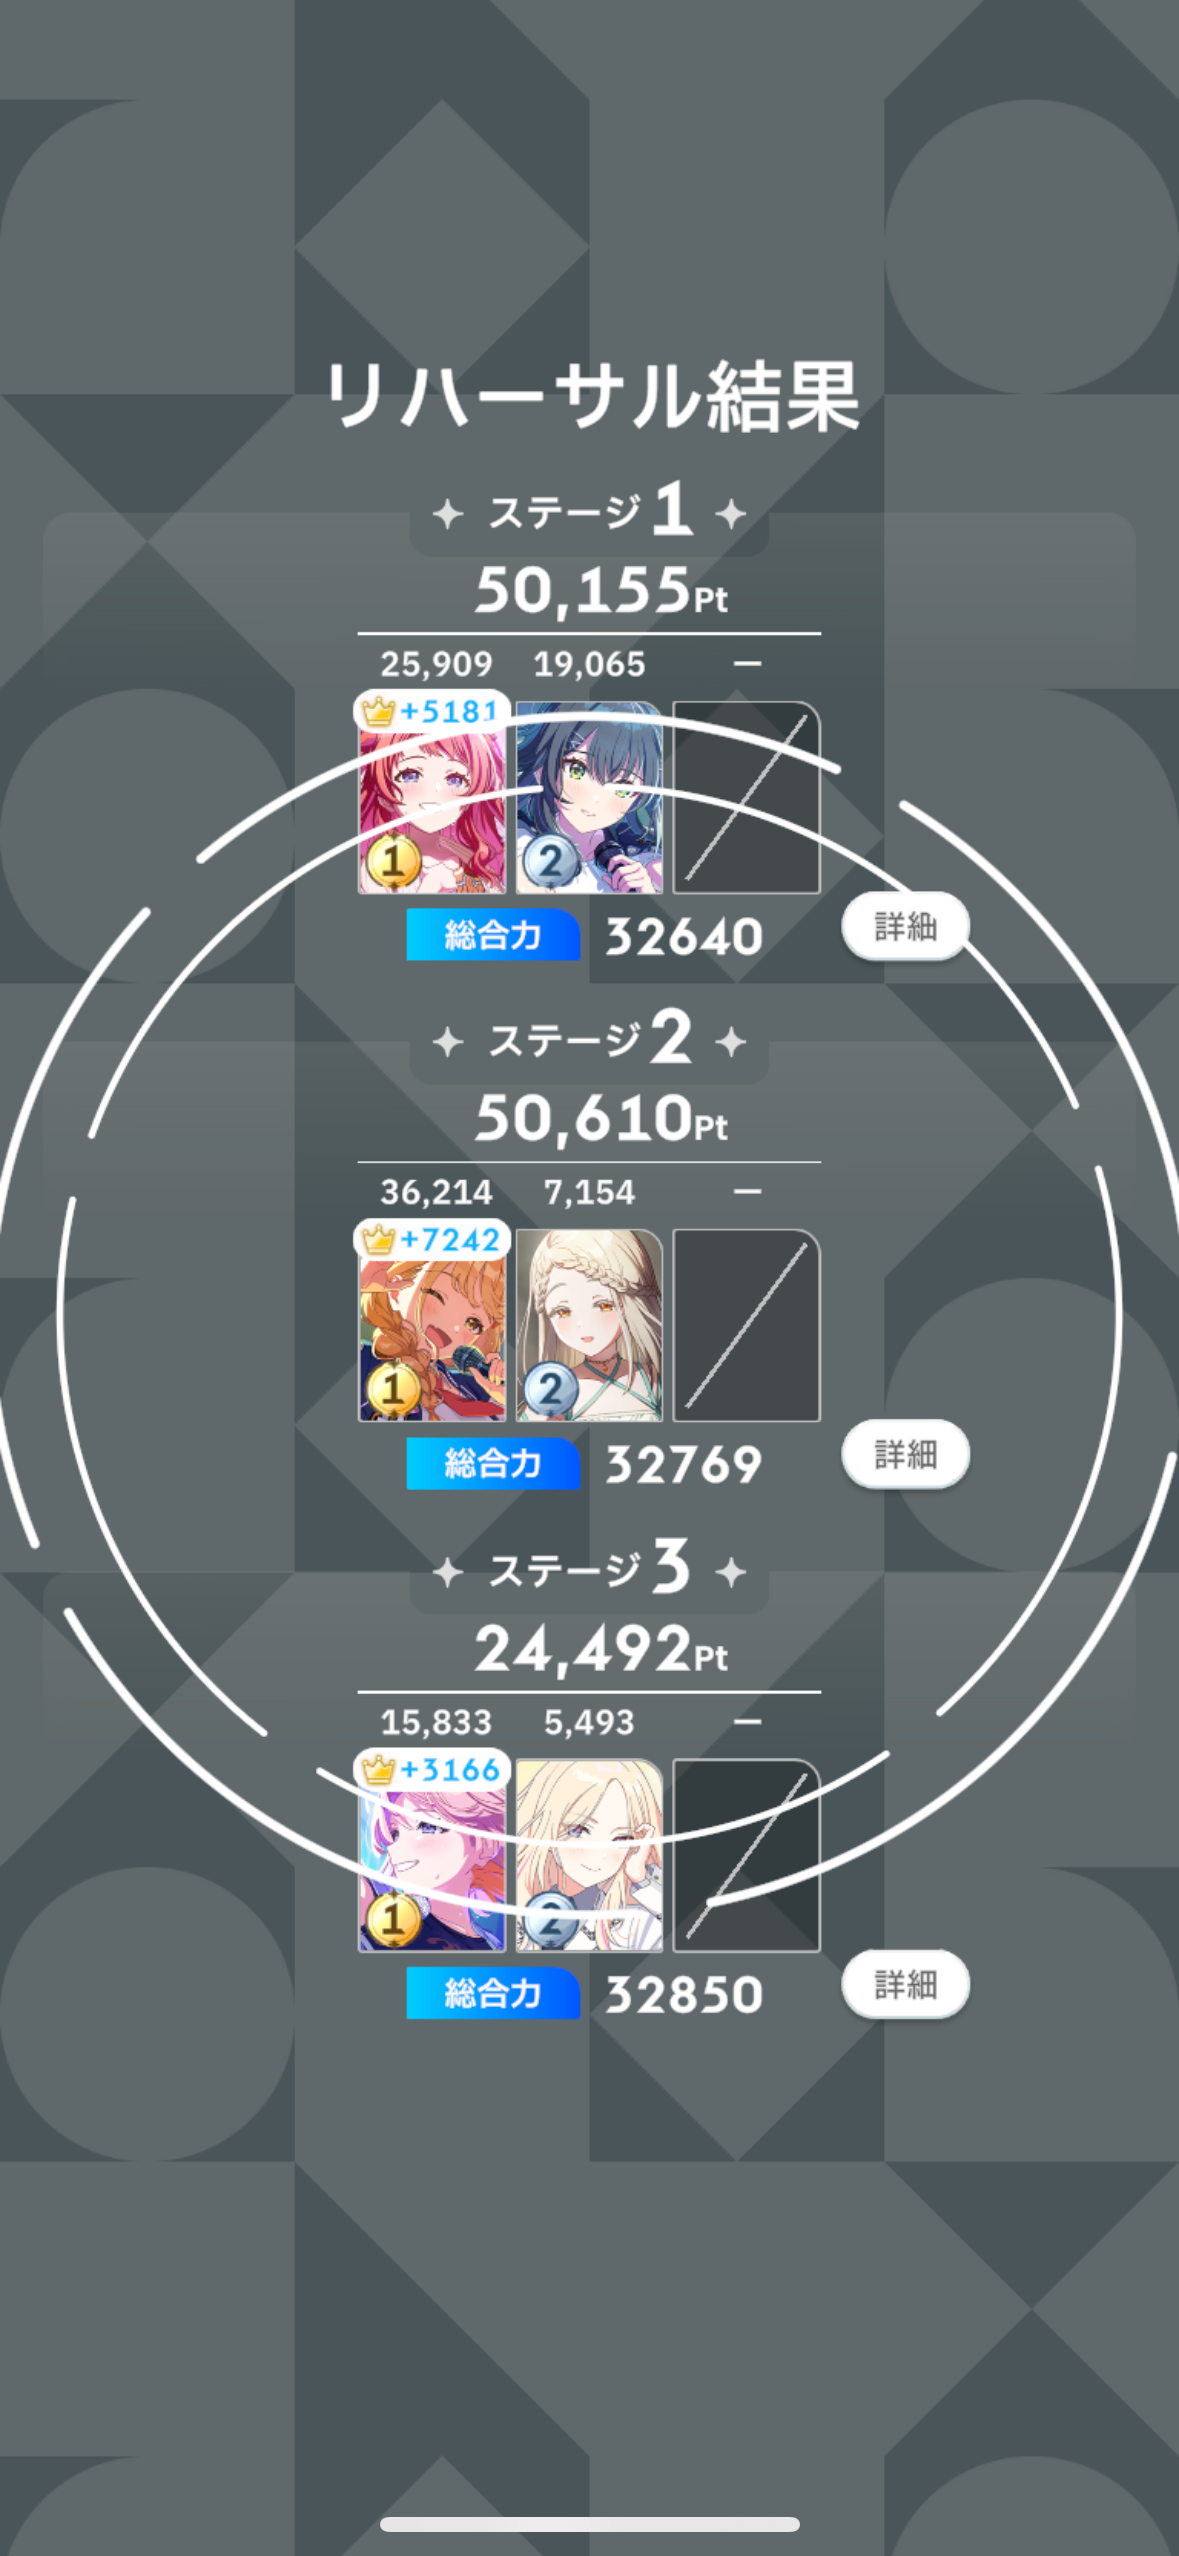 リハーサル結果
ステージ1
50,155Pt
25,909 19,065 —
+5181
1 2
総合力 32640 詳細
ステージ2
50,610Pt
36,214 7,154 —
+7242
1 2
総合力 32769 詳細
ステージ3
24,492Pt
15,833 5,493 —
+3166
1 2
総合力 32850 詳細